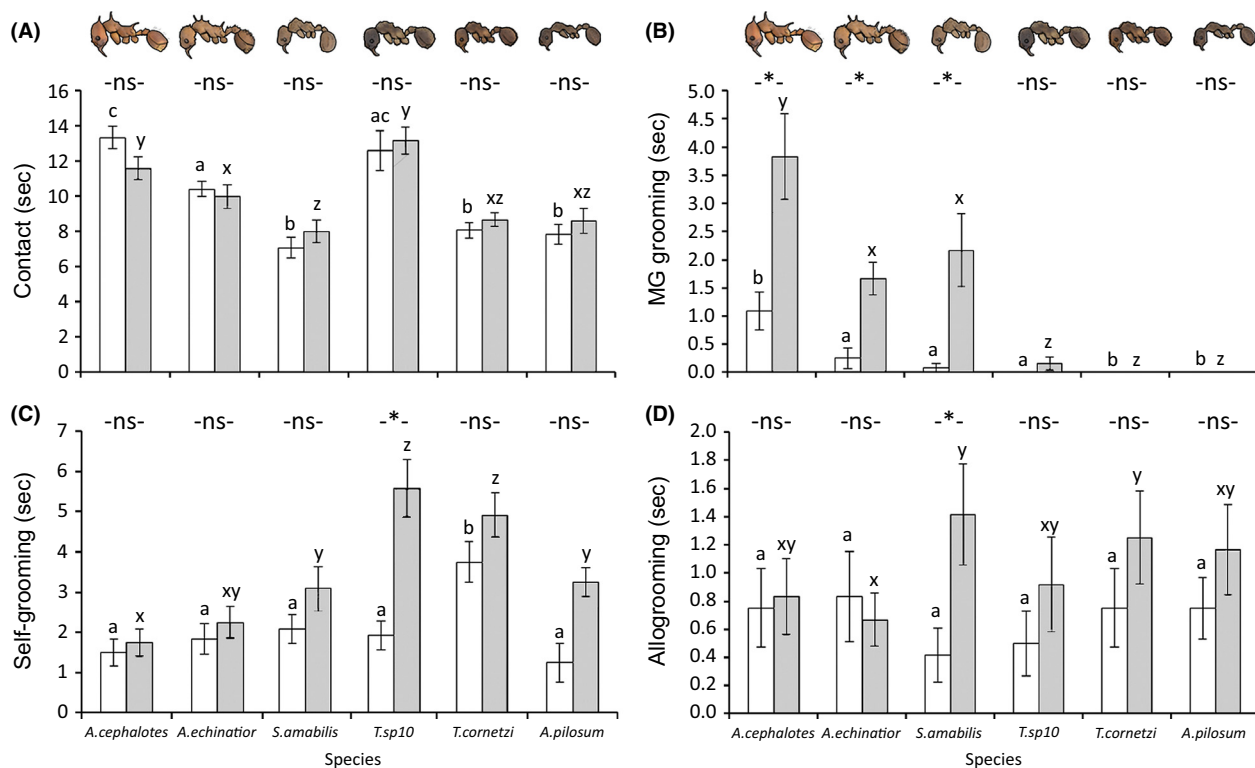 (A)
-ns- -ns- -ns- -ns- -ns- -ns-
Contact (sec)
16
14
12
10
8
6
4
2
0
c y a x b z ac y b xz b xz
(B)
-*- -*- -*- -ns- -ns- -ns-
MG grooming (sec)
5.0
4.5
4.0
3.5
3.0
2.5
2.0
1.5
1.0
0.5
0.0
b y a x a x a z b z b z
(C)
-ns- -ns- -ns- -*- -ns- -ns-
Self-grooming (sec)
7
6
5
4
3
2
1
0
a x a xy a y a z b z a y
A.cephalotes A.echinatior S.amabilis T.sp10 T.cornetzi A.pilosum
Species
(D)
-ns- -ns- -*- -ns- -ns- -ns-
Allogrooming (sec)
2.0
1.8
1.6
1.4
1.2
1.0
0.8
0.6
0.4
0.2
0.0
a xy a x a y a xy a y a xy
A.cephalotes A.echinatior S.amabilis T.sp10 T.cornetzi A.pilosum
Species